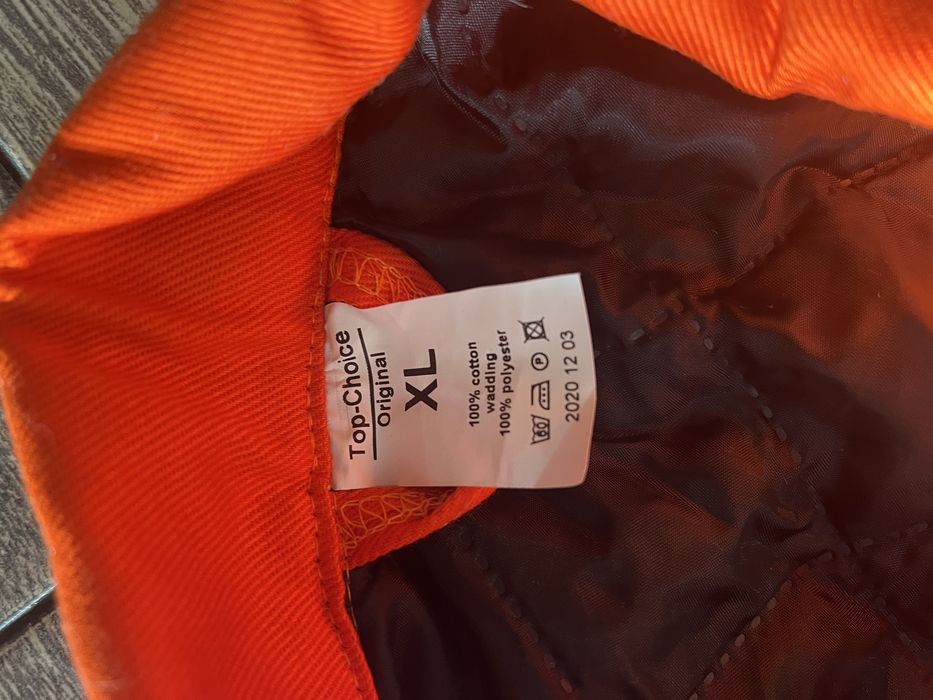 Top-Choice
Original
XL
100% cotton
wadding
100% polyester
P
2020 12 03